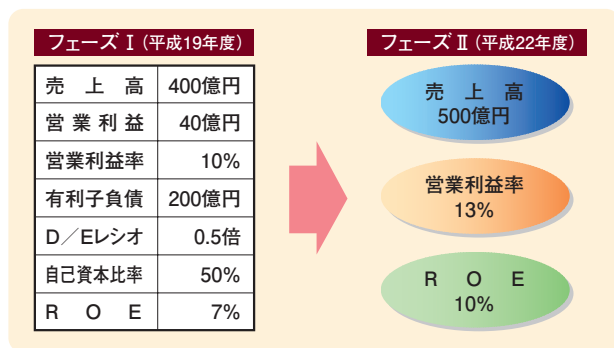 フェーズⅠ(平成19年度)
売上高 400億円
営業利益 40億円
営業利益率 10%
有利子負債 200億円
D/Eレシオ 0.5倍
自己資本比率 50%
ROE 7%
フェーズⅡ(平成22年度)
売上高
500億円
営業利益率
13%
ROE
10%